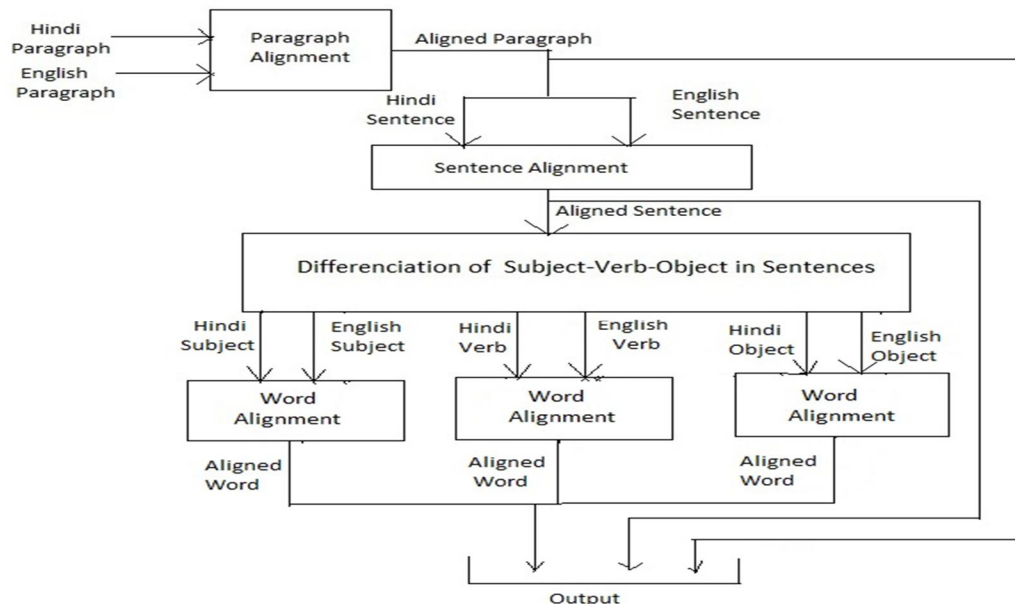 Hindi
Paragraph
English
Paragraph
Paragraph
Alignment
Aligned Paragraph
Hindi
Sentence
English
Sentence
Sentence Alignment
Aligned Sentence
Differenciation of Subject-Verb-Object in Sentences
Hindi
Subject
English
Subject
Hindi
Verb
English
Verb
Hindi
Object
English
Object
Word
Alignment
Word
Alignment
Word
Alignment
Aligned
Word
Aligned
Word
Aligned
Word
Output